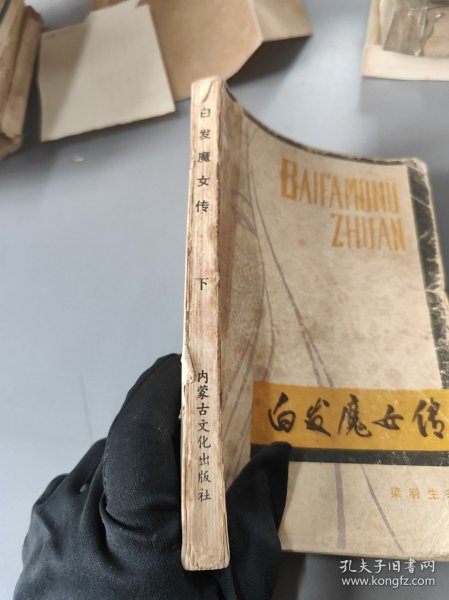 白发魔女传 下 内蒙古文化出版社
BAIFAMONU
ZHUAN
白发魔女传
梁羽生
孔夫子旧书网
www.kongfz.com